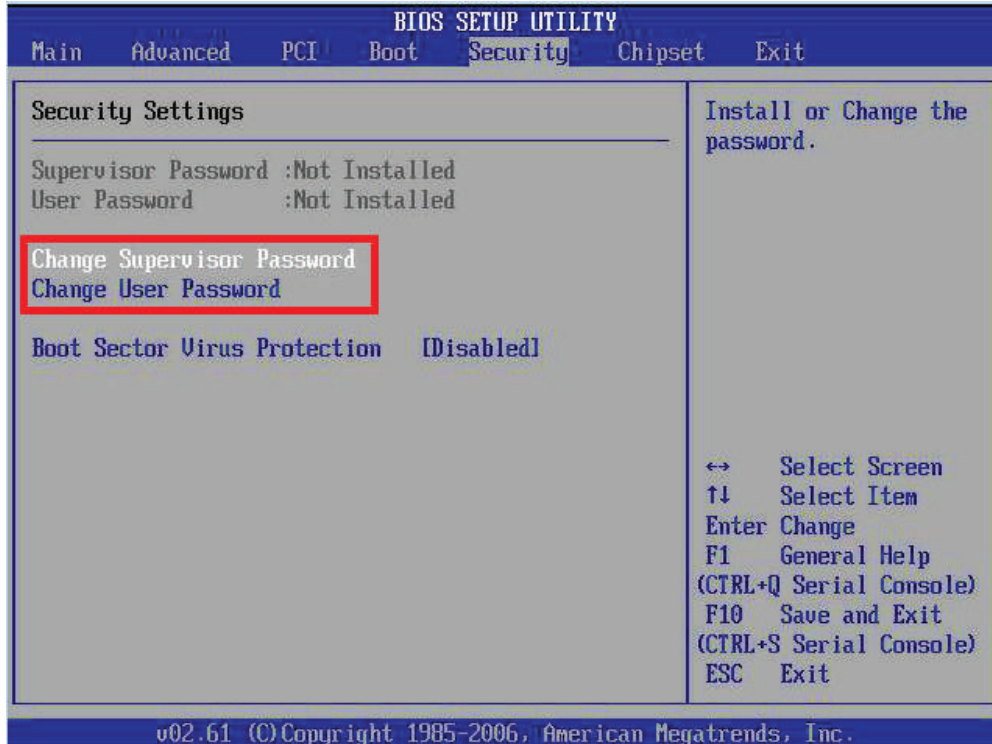 BIOS SETUP UTILITY
Main Advanced PCI Boot Security Chipset Exit
Security Settings
Supervisor Password :Not Installed
User Password :Not Installed
Change Supervisor Password
Change User Password
Boot Sector Virus Protection [Disabled]
Install or Change the
password.
↔ Select Screen
↑↓ Select Item
Enter Change
F1 General Help
(CTRL+Q Serial Console)
F10 Save and Exit
(CTRL+S Serial Console)
ESC Exit
v02.61 (C)Copyright 1985-2006, American Megatrends, Inc.